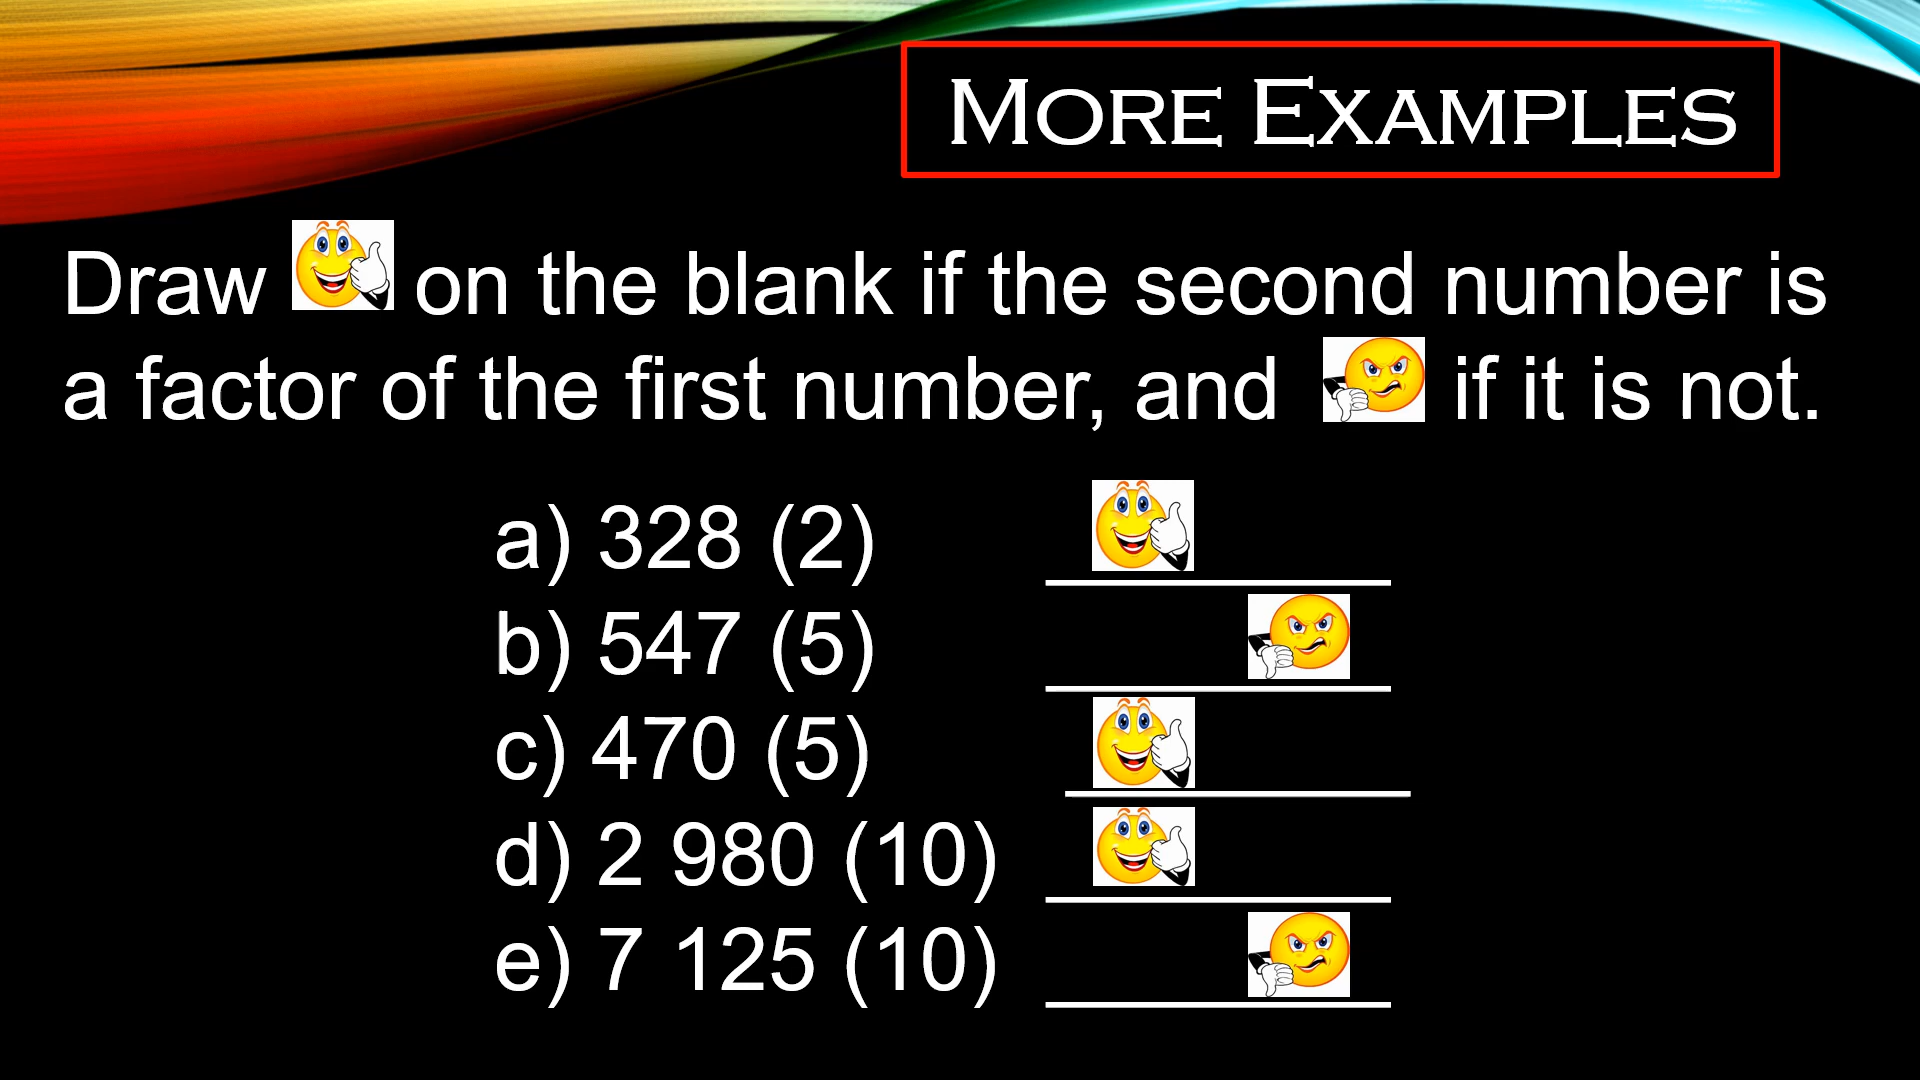 MORE EXAMPLES
Draw on the blank if the second number is
a factor of the first number, and if it is not.
a) 328 (2)
b) 547 (5)
c) 470 (5)
d) 2 980 (10)
e) 7 125 (10)